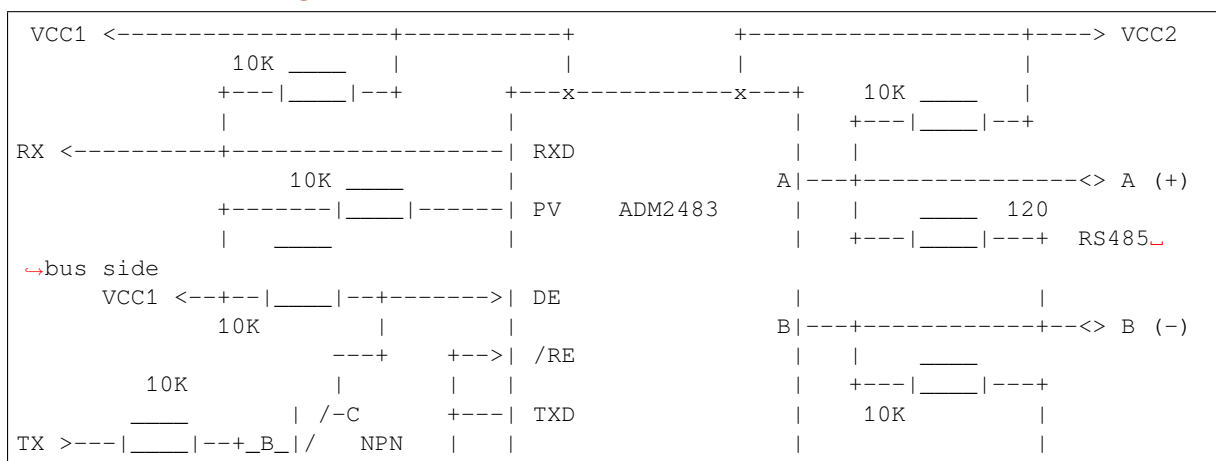 VCC1 <--------------------+-----------+              +--------------------+----> VCC2
                10K ____   |            |              |                    |
               +---|____|--+        +---x-----------x---+    10K ____   |
               |                    |                   |   +---|____|--+
RX <----------+-------------------| RXD                |   |
                    10K ____       |                   A|---+---------------<> A (+)
               +-------|____|------| PV     ADM2483     |   |    ____  120
               |   ____            |                    |   +---|____|---+  RS485␣
↪bus side
      VCC1 <--+--|____|--+------->| DE                 |                |
              10K        |        |                   B|---+------------+--<> B (-)
                      ---+    +-->| /RE                |   |    ____
         10K          |       |   |                    |   +---|____|---+
        ____       | /-C      +---| TXD                |    10K         |
TX >---|____|--+_B_|/    NPN  |   |                    |                |